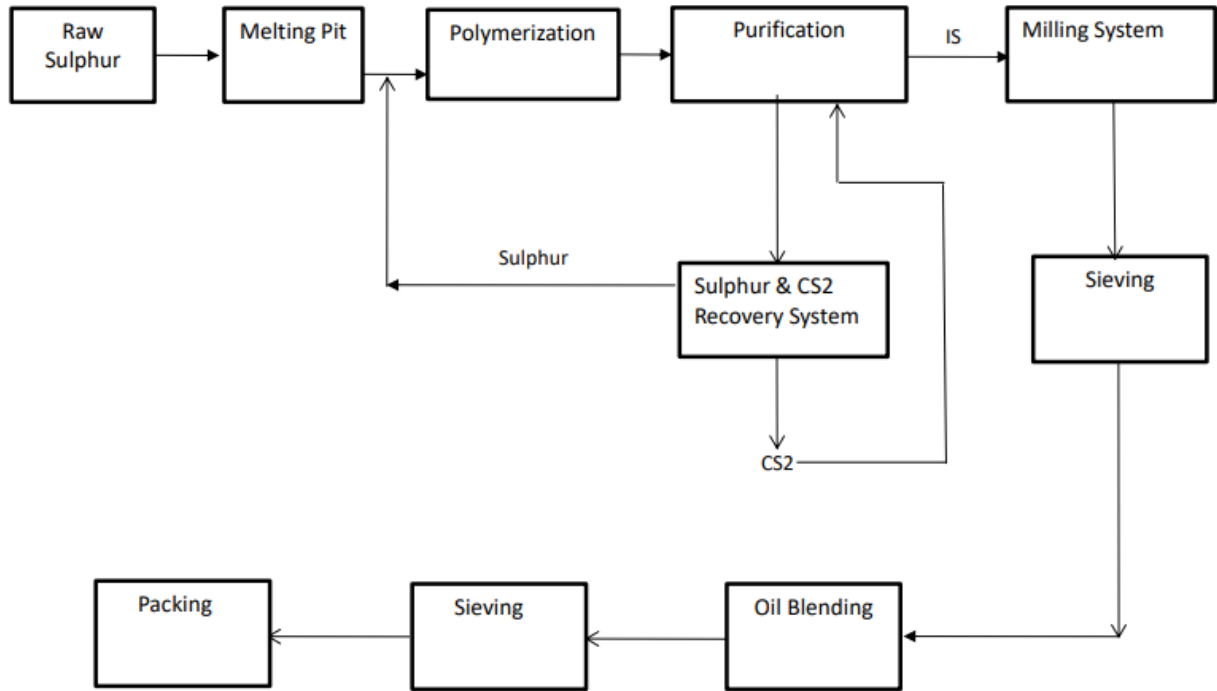 Raw
Sulphur
Melting Pit
Polymerization
Purification
IS
Milling System
Sulphur
Sulphur & CS2
Recovery System
Sieving
CS2
Packing
Sieving
Oil Blending